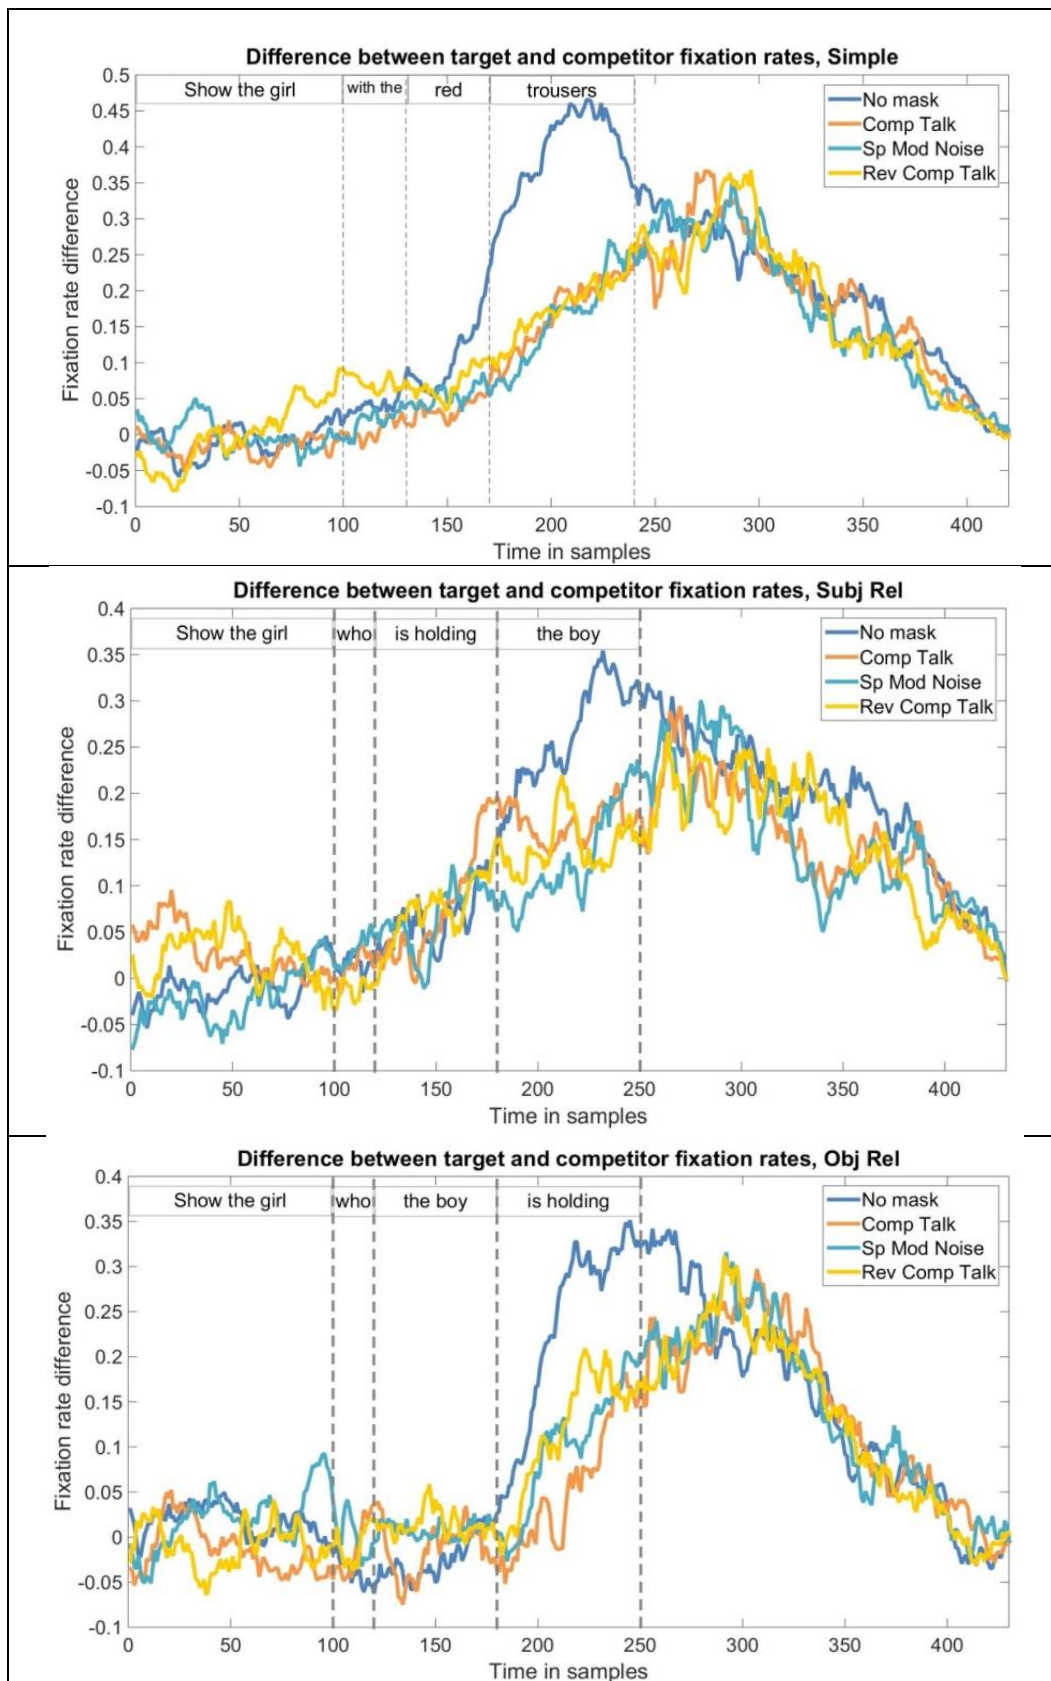 Difference between target and competitor fixation rates, Simple
Show the girl
with the
red
trousers
No mask
Comp Talk
Sp Mod Noise
Rev Comp Talk
Fixation rate difference
0.5
0.45
0.4
0.35
0.3
0.25
0.2
0.15
0.1
0.05
0
-0.05
-0.1
0 50 100 150 200 250 300 350 400
Time in samples
Difference between target and competitor fixation rates, Subj Rel
Show the girl
who
is holding
the boy
No mask
Comp Talk
Sp Mod Noise
Rev Comp Talk
Fixation rate difference
0.4
0.35
0.3
0.25
0.2
0.15
0.1
0.05
0
-0.05
-0.1
0 50 100 150 200 250 300 350 400
Time in samples
Difference between target and competitor fixation rates, Obj Rel
Show the girl
who
the boy
is holding
No mask
Comp Talk
Sp Mod Noise
Rev Comp Talk
Fixation rate difference
0.4
0.35
0.3
0.25
0.2
0.15
0.1
0.05
0
-0.05
-0.1
0 50 100 150 200 250 300 350 400
Time in samples